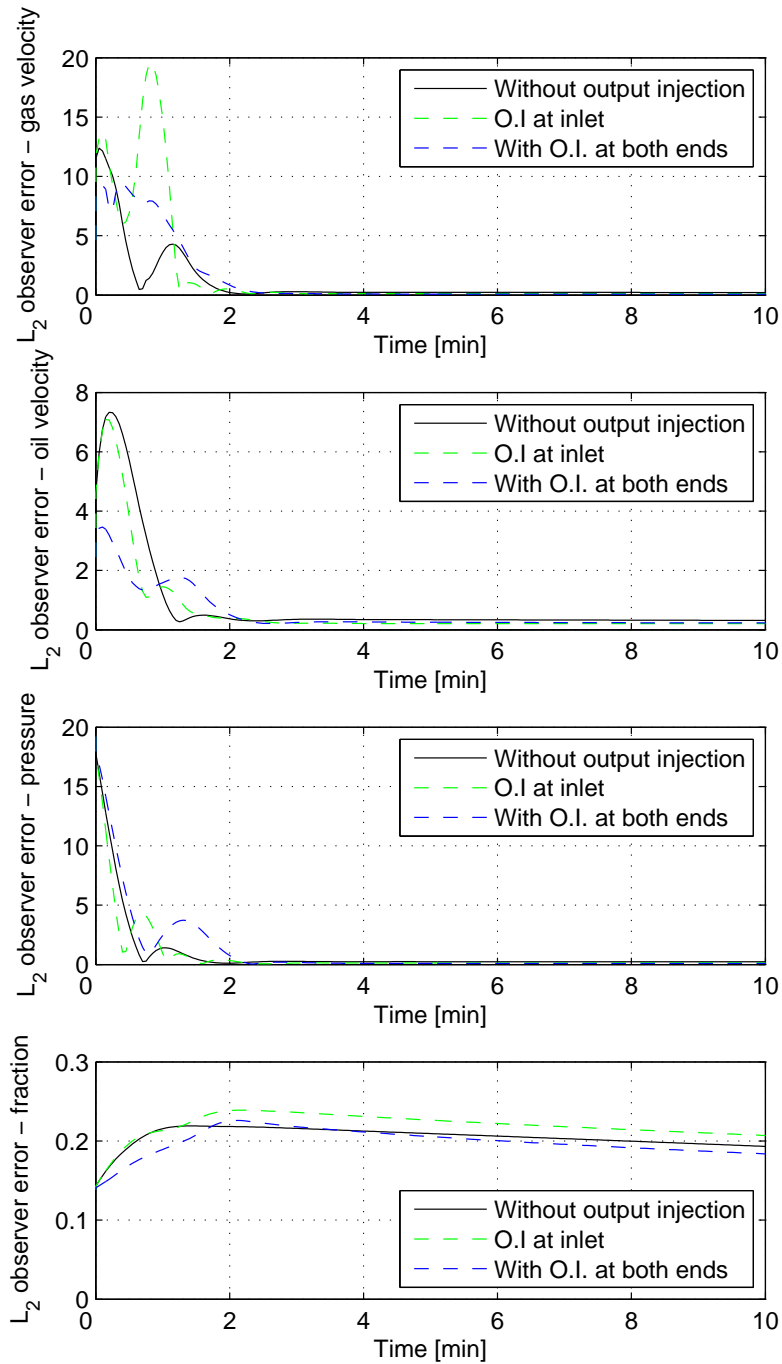 L2 observer error − gas velocity
20
15
10
5
0
Without output injection
O.I at inlet
With O.I. at both ends
0 2 4 6 8 10
Time [min]
L2 observer error − oil velocity
8
6
4
2
0
Without output injection
O.I at inlet
With O.I. at both ends
0 2 4 6 8 10
Time [min]
L2 observer error − pressure
20
15
10
5
0
Without output injection
O.I at inlet
With O.I. at both ends
0 2 4 6 8 10
Time [min]
L2 observer error − fraction
0.3
0.2
0.1
0
Without output injection
O.I at inlet
With O.I. at both ends
0 2 4 6 8 10
Time [min]